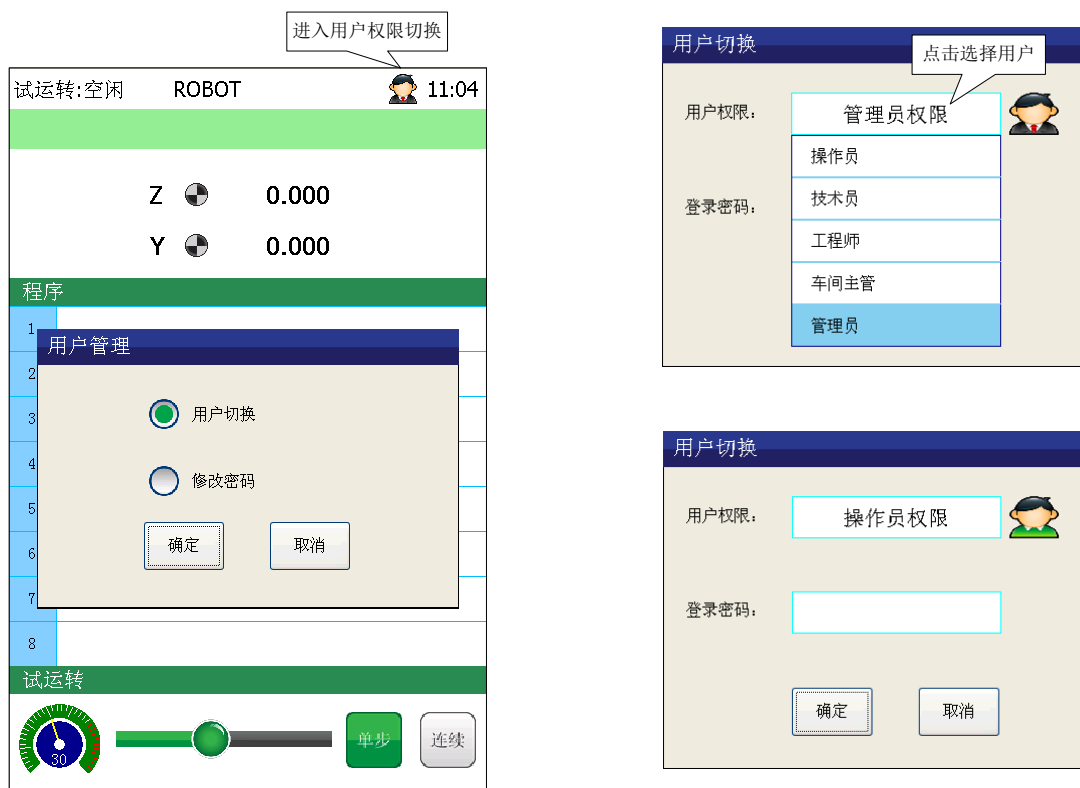 进入用户权限切换
试运转:空闲 ROBOT 11:04
Z 0.000
Y 0.000
程序
1
2
3
4
5
6
7
8
用户管理
用户切换
修改密码
确定 取消
试运转
30
单步 连续
用户切换
点击选择用户
用户权限: 管理员权限
操作员
技术员
登录密码:
工程师
车间主管
管理员
用户切换
用户权限: 操作员权限
登录密码:
确定 取消